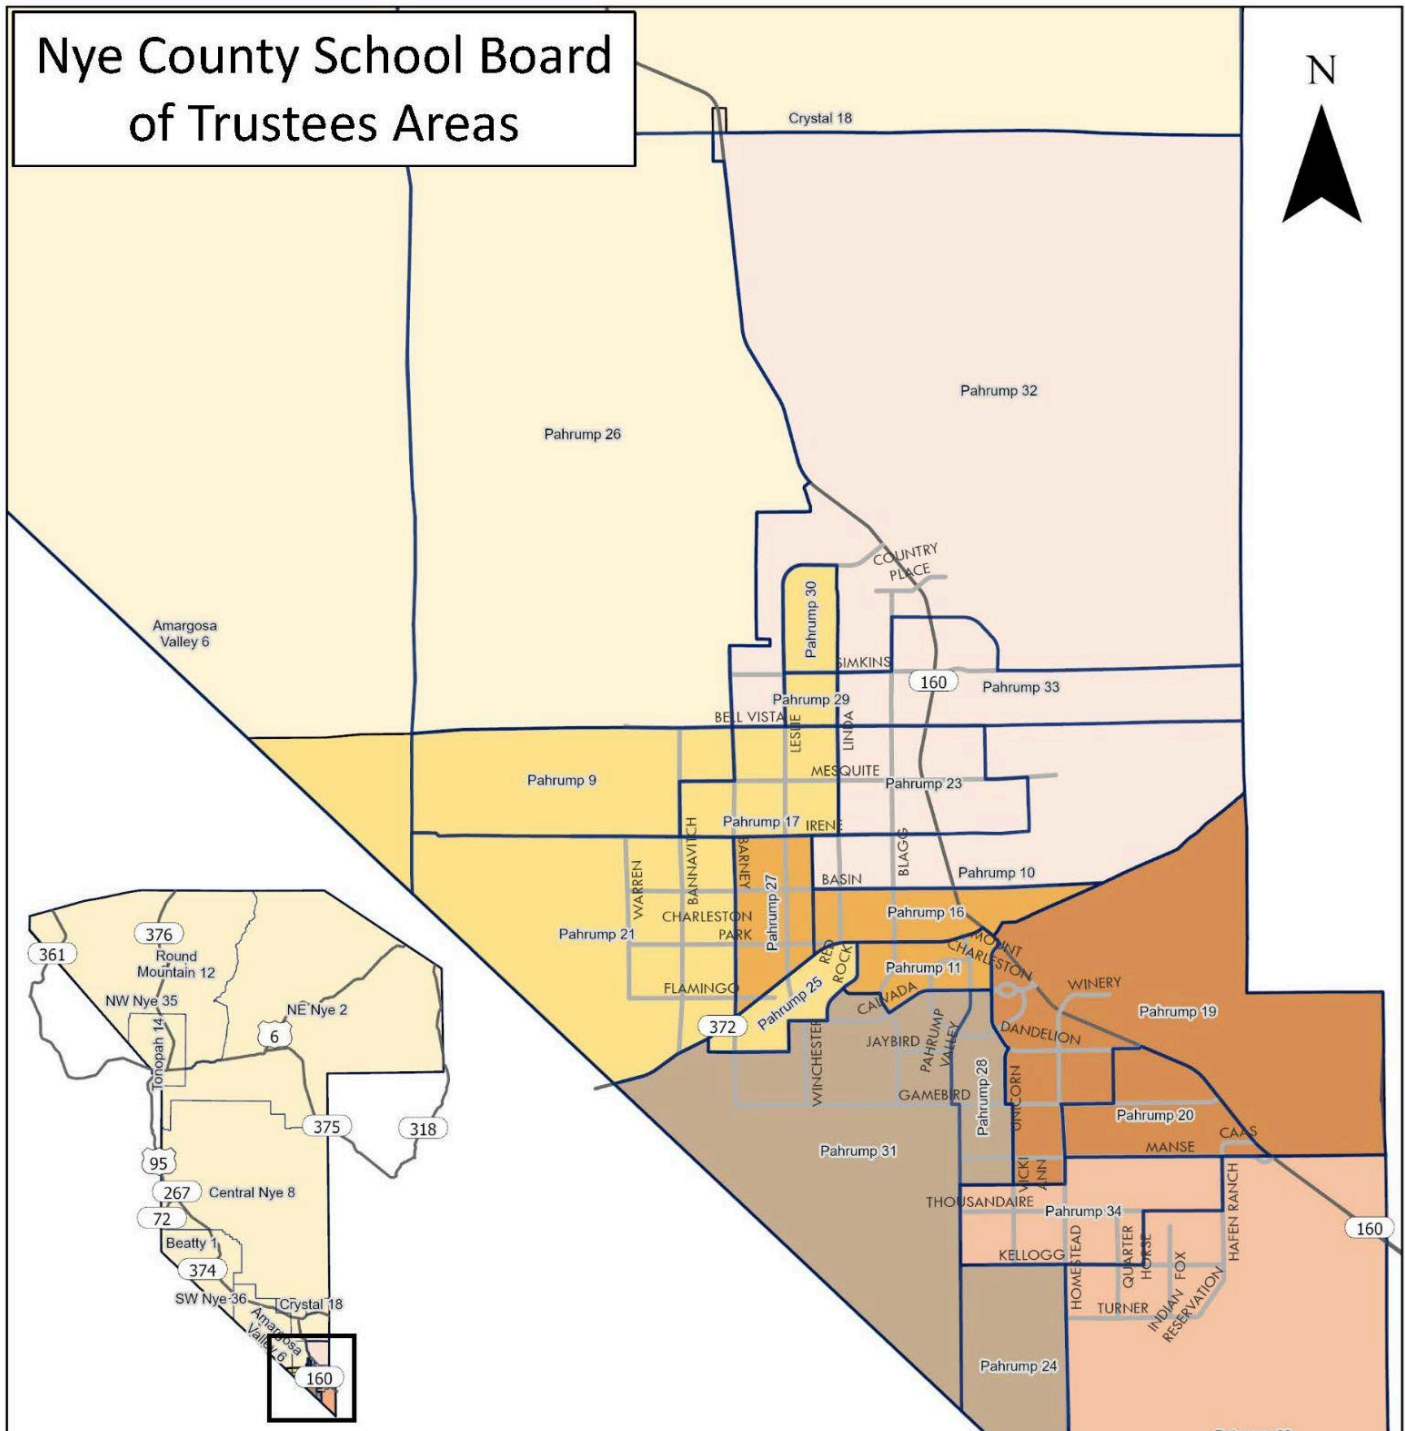 Nye County School Board
of Trustees Areas
N
Crystal 18
Pahrump 32
Pahrump 26
COUNTRY
PLACE
Pahrump 30
Amargosa
Valley 6
SIMKINS
160
Pahrump 33
Pahrump 29
BELL VISTA
LESLIE
LINDA
MESQUITE
Pahrump 9
Pahrump 23
Pahrump 17
IRENE
BANNAVITCH
BARNEY
BLAGG
WARREN
BASIN
Pahrump 10
Pahrump 27
CHARLESTON
PARK
Pahrump 16
Pahrump 21
RED
ROCK
MOUNT
CHARLESTON
Pahrump 11
FLAMINGO
Pahrump 25
CALVADA
WINERY
Pahrump 19
372
WINCHESTER
JAYBIRD
PAHRUMP
VALLEY
DANDELION
GAMEBIRD
Pahrump 28
UNICORN
Pahrump 20
CAAS
MANSE
Pahrump 31
VICKI
ANN
THOUSANDAIRE
Pahrump 34
HAFEN RANCH
160
KELLOGG
HOMESTEAD
QUARTER
HORSE
INDIAN FOX
RESERVATION
TURNER
Pahrump 24
361
376
Round
Mountain 12
NW Nye 35
NE Nye 2
6
Tonopah 14
375
318
95
267
Central Nye 8
72
Beatty 1
374
SW Nye 36
Crystal 18
Amargosa
Valley 6
160